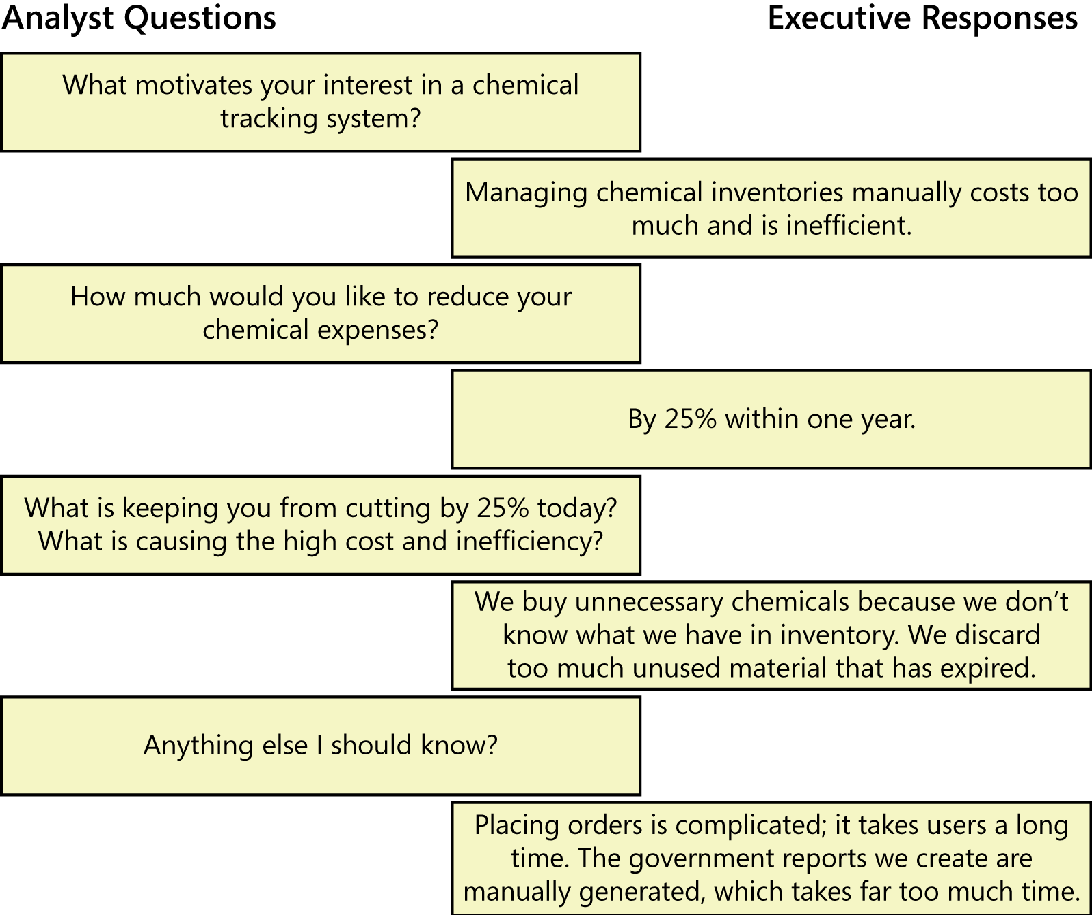 Analyst Questions
Executive Responses
What motivates your interest in a chemical
tracking system?
Managing chemical inventories manually costs too
much and is inefficient.
How much would you like to reduce your
chemical expenses?
By 25% within one year.
What is keeping you from cutting by 25% today?
What is causing the high cost and inefficiency?
We buy unnecessary chemicals because we don’t
know what we have in inventory. We discard
too much unused material that has expired.
Anything else I should know?
Placing orders is complicated; it takes users a long
time. The government reports we create are
manually generated, which takes far too much time.